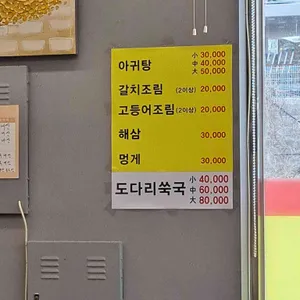 아귀탕 小 30,000
中 40,000
大 50,000
갈치조림 (2이상) 20,000
고등어조림 (2이상) 20,000
해삼 30,000
멍게 30,000
도다리쑥국 小 40,000
中 60,000
大 80,000